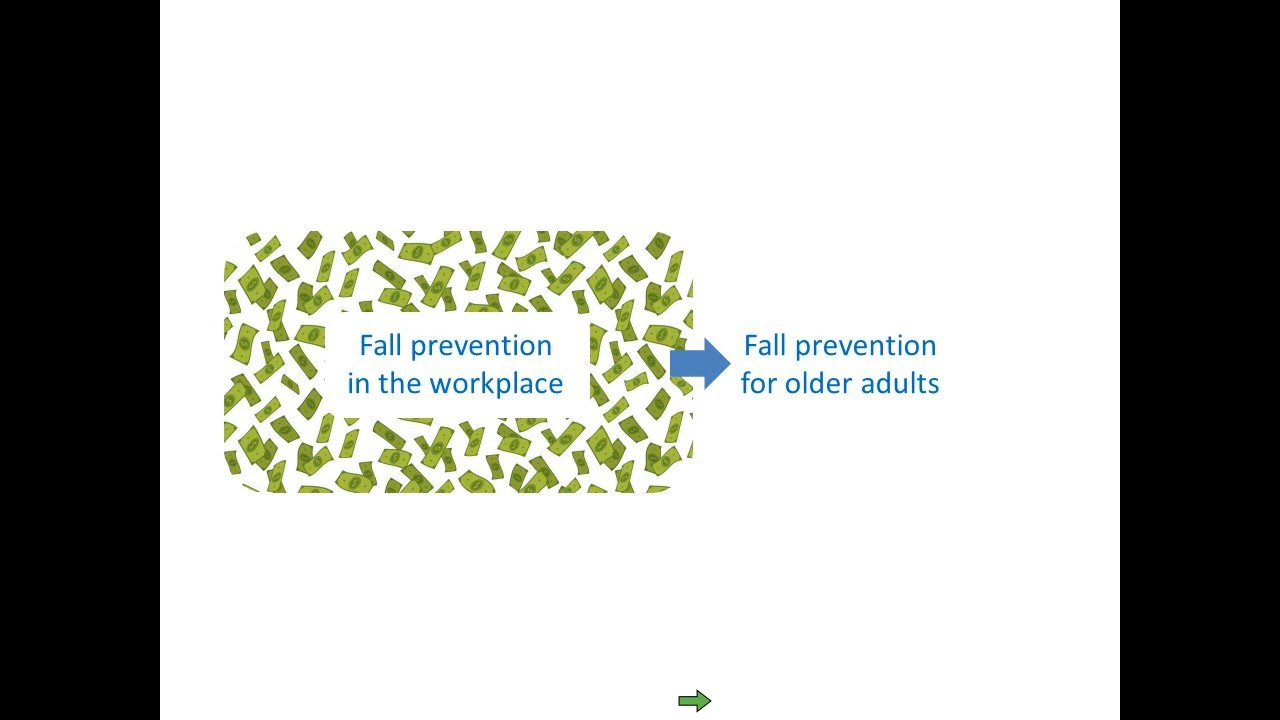 Fall prevention
in the workplace
Fall prevention
for older adults